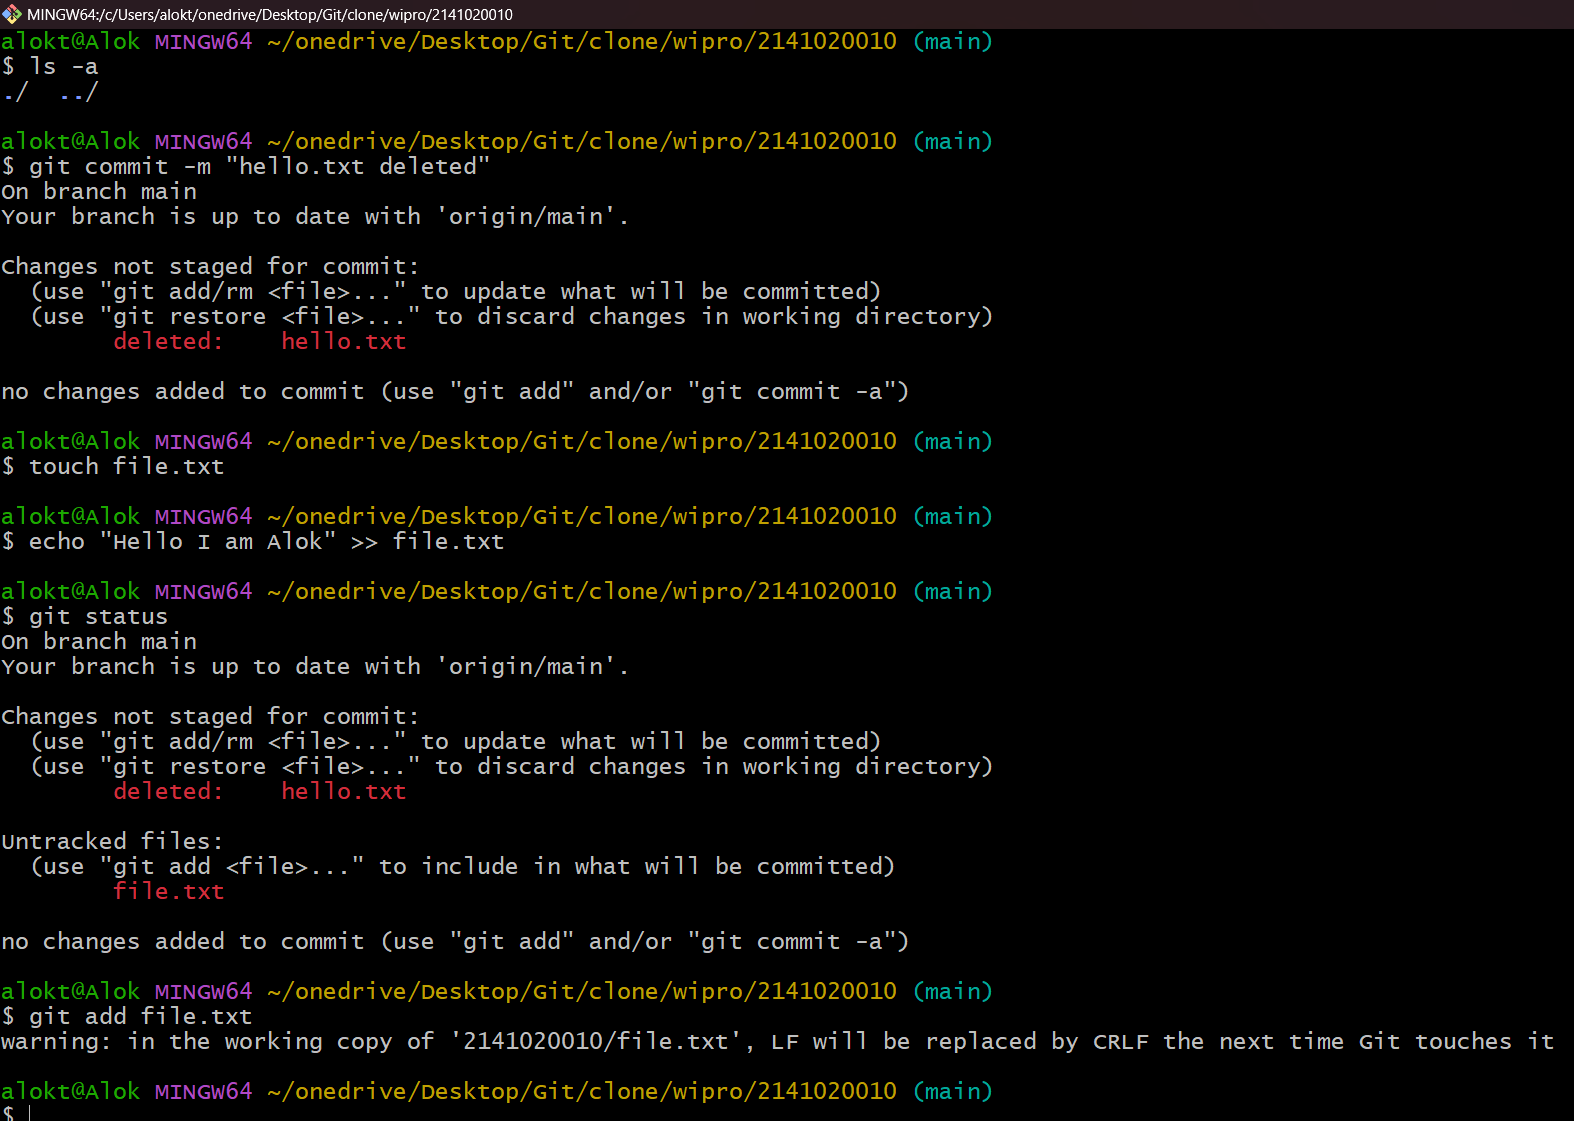 MINGW64:/c/Users/alokt/onedrive/Desktop/Git/clone/wipro/2141020010
alokt@Alok MINGW64 ~/onedrive/Desktop/Git/clone/wipro/2141020010 (main)
$ ls -a
./  ../
alokt@Alok MINGW64 ~/onedrive/Desktop/Git/clone/wipro/2141020010 (main)
$ git commit -m "hello.txt deleted"
On branch main
Your branch is up to date with 'origin/main'.
Changes not staged for commit:
  (use "git add/rm <file>..." to update what will be committed)
  (use "git restore <file>..." to discard changes in working directory)
        deleted:    hello.txt
no changes added to commit (use "git add" and/or "git commit -a")
alokt@Alok MINGW64 ~/onedrive/Desktop/Git/clone/wipro/2141020010 (main)
$ touch file.txt
alokt@Alok MINGW64 ~/onedrive/Desktop/Git/clone/wipro/2141020010 (main)
$ echo "Hello I am Alok" >> file.txt
alokt@Alok MINGW64 ~/onedrive/Desktop/Git/clone/wipro/2141020010 (main)
$ git status
On branch main
Your branch is up to date with 'origin/main'.
Changes not staged for commit:
  (use "git add/rm <file>..." to update what will be committed)
  (use "git restore <file>..." to discard changes in working directory)
        deleted:    hello.txt
Untracked files:
  (use "git add <file>..." to include in what will be committed)
        file.txt
no changes added to commit (use "git add" and/or "git commit -a")
alokt@Alok MINGW64 ~/onedrive/Desktop/Git/clone/wipro/2141020010 (main)
$ git add file.txt
warning: in the working copy of '2141020010/file.txt', LF will be replaced by CRLF the next time Git touches it
alokt@Alok MINGW64 ~/onedrive/Desktop/Git/clone/wipro/2141020010 (main)
$